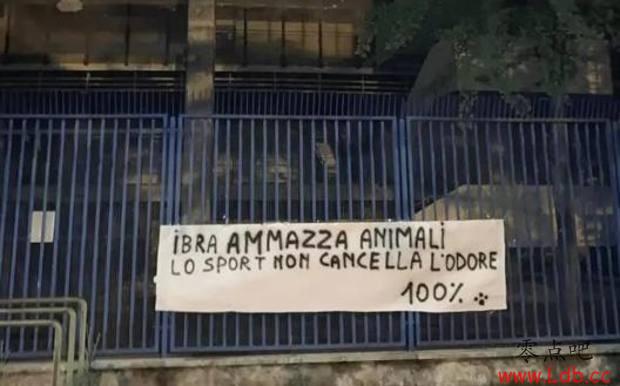 iBRA AMMAZZA ANiMALi
LO SPORT NON CANCELLA L'ODORE
100%
零点吧
www.Ldb.cc